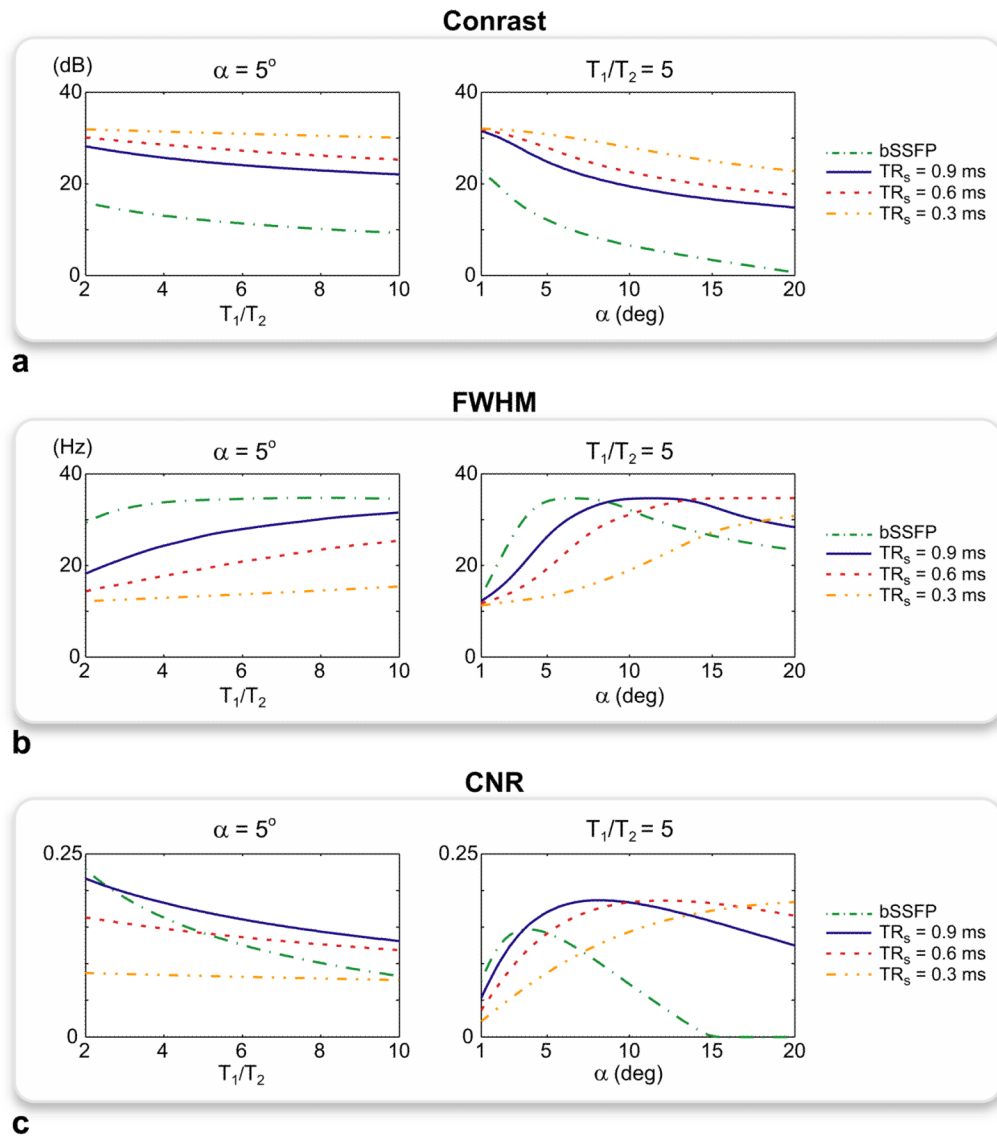 Conrast
(dB)
α = 5°
T₁/T₂ = 5
40
20
0
2
4
6
8
10
T₁/T₂
40
20
0
1
5
10
15
20
α (deg)
bSSFP
TRₛ = 0.9 ms
TRₛ = 0.6 ms
TRₛ = 0.3 ms
a
FWHM
(Hz)
α = 5°
T₁/T₂ = 5
40
20
0
2
4
6
8
10
T₁/T₂
40
20
0
1
5
10
15
20
α (deg)
bSSFP
TRₛ = 0.9 ms
TRₛ = 0.6 ms
TRₛ = 0.3 ms
b
CNR
α = 5°
T₁/T₂ = 5
0.25
0
2
4
6
8
10
T₁/T₂
0.25
0
1
5
10
15
20
α (deg)
bSSFP
TRₛ = 0.9 ms
TRₛ = 0.6 ms
TRₛ = 0.3 ms
c